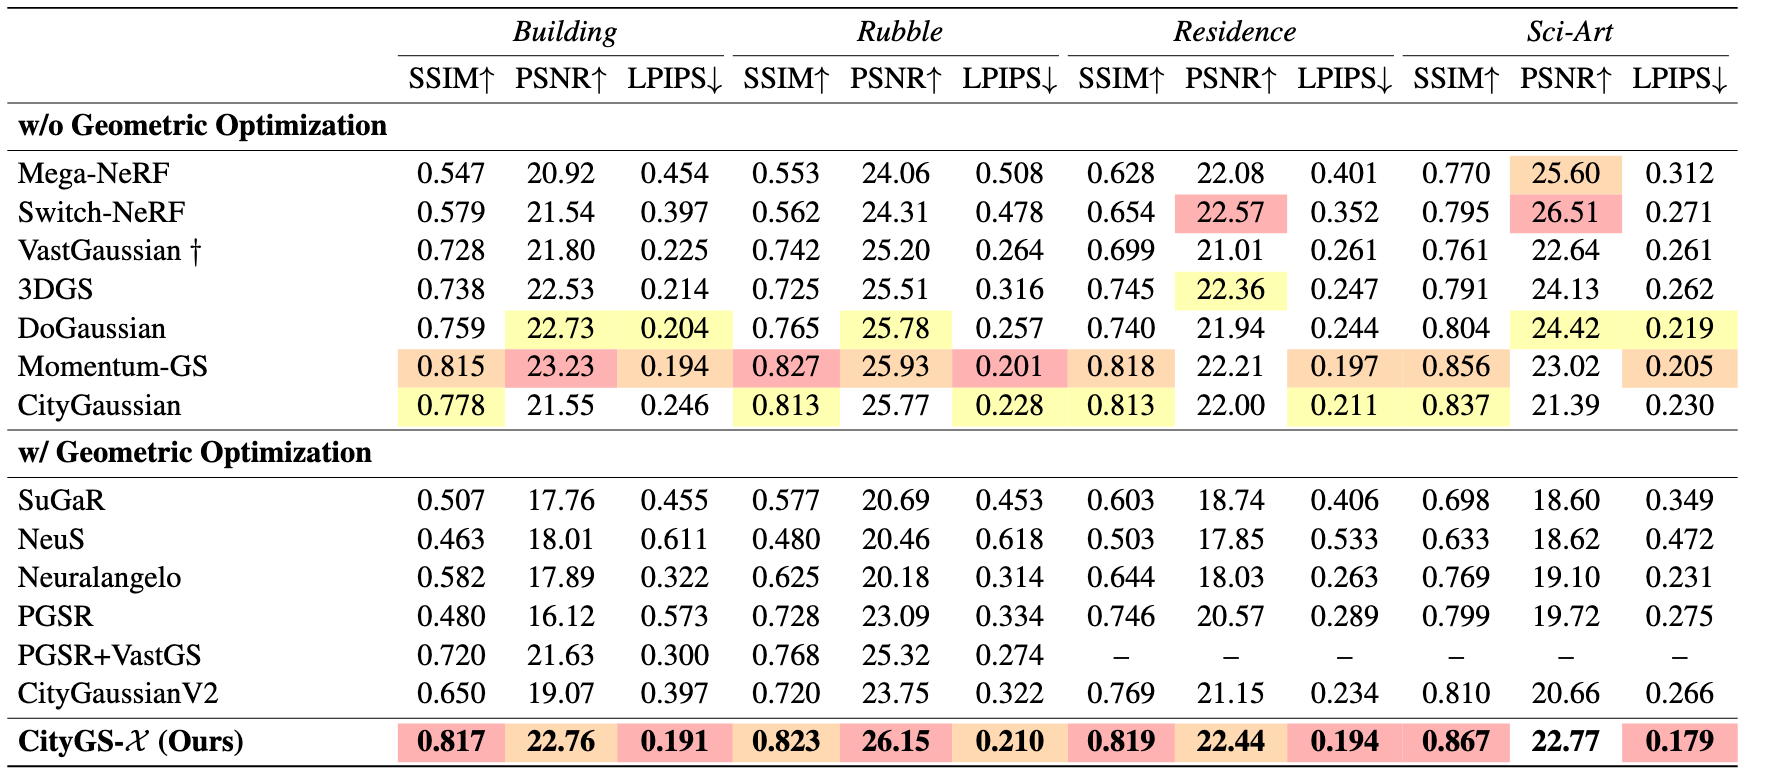 Building Rubble Residence Sci-Art
SSIM↑ PSNR↑ LPIPS↓ SSIM↑ PSNR↑ LPIPS↓ SSIM↑ PSNR↑ LPIPS↓ SSIM↑ PSNR↑ LPIPS↓
w/o Geometric Optimization
Mega-NeRF 0.547 20.92 0.454 0.553 24.06 0.508 0.628 22.08 0.401 0.770 25.60 0.312
Switch-NeRF 0.579 21.54 0.397 0.562 24.31 0.478 0.654 22.57 0.352 0.795 26.51 0.271
VastGaussian † 0.728 21.80 0.225 0.742 25.20 0.264 0.699 21.01 0.261 0.761 22.64 0.261
3DGS 0.738 22.53 0.214 0.725 25.51 0.316 0.745 22.36 0.247 0.791 24.13 0.262
DoGaussian 0.759 22.73 0.204 0.765 25.78 0.257 0.740 21.94 0.244 0.804 24.42 0.219
Momentum-GS 0.815 23.23 0.194 0.827 25.93 0.201 0.818 22.21 0.197 0.856 23.02 0.205
CityGaussian 0.778 21.55 0.246 0.813 25.77 0.228 0.813 22.00 0.211 0.837 21.39 0.230
w/ Geometric Optimization
SuGaR 0.507 17.76 0.455 0.577 20.69 0.453 0.603 18.74 0.406 0.698 18.60 0.349
NeuS 0.463 18.01 0.611 0.480 20.46 0.618 0.503 17.85 0.533 0.633 18.62 0.472
Neuralangelo 0.582 17.89 0.322 0.625 20.18 0.314 0.644 18.03 0.263 0.769 19.10 0.231
PGSR 0.480 16.12 0.573 0.728 23.09 0.334 0.746 20.57 0.289 0.799 19.72 0.275
PGSR+VastGS 0.720 21.63 0.300 0.768 25.32 0.274 – – – – – –
CityGaussianV2 0.650 19.07 0.397 0.720 23.75 0.322 0.769 21.15 0.234 0.810 20.66 0.266
CityGS-𝒳 (Ours) 0.817 22.76 0.191 0.823 26.15 0.210 0.819 22.44 0.194 0.867 22.77 0.179